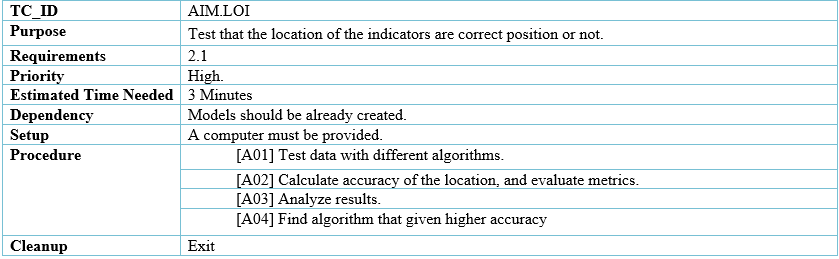 TC_ID AIM.LOI
Purpose Test that the location of the indicators are correct position or not.
Requirements 2.1
Priority High.
Estimated Time Needed 3 Minutes
Dependency Models should be already created.
Setup A computer must be provided.
Procedure [A01] Test data with different algorithms.
[A02] Calculate accuracy of the location, and evaluate metrics.
[A03] Analyze results.
[A04] Find algorithm that given higher accuracy
Cleanup Exit